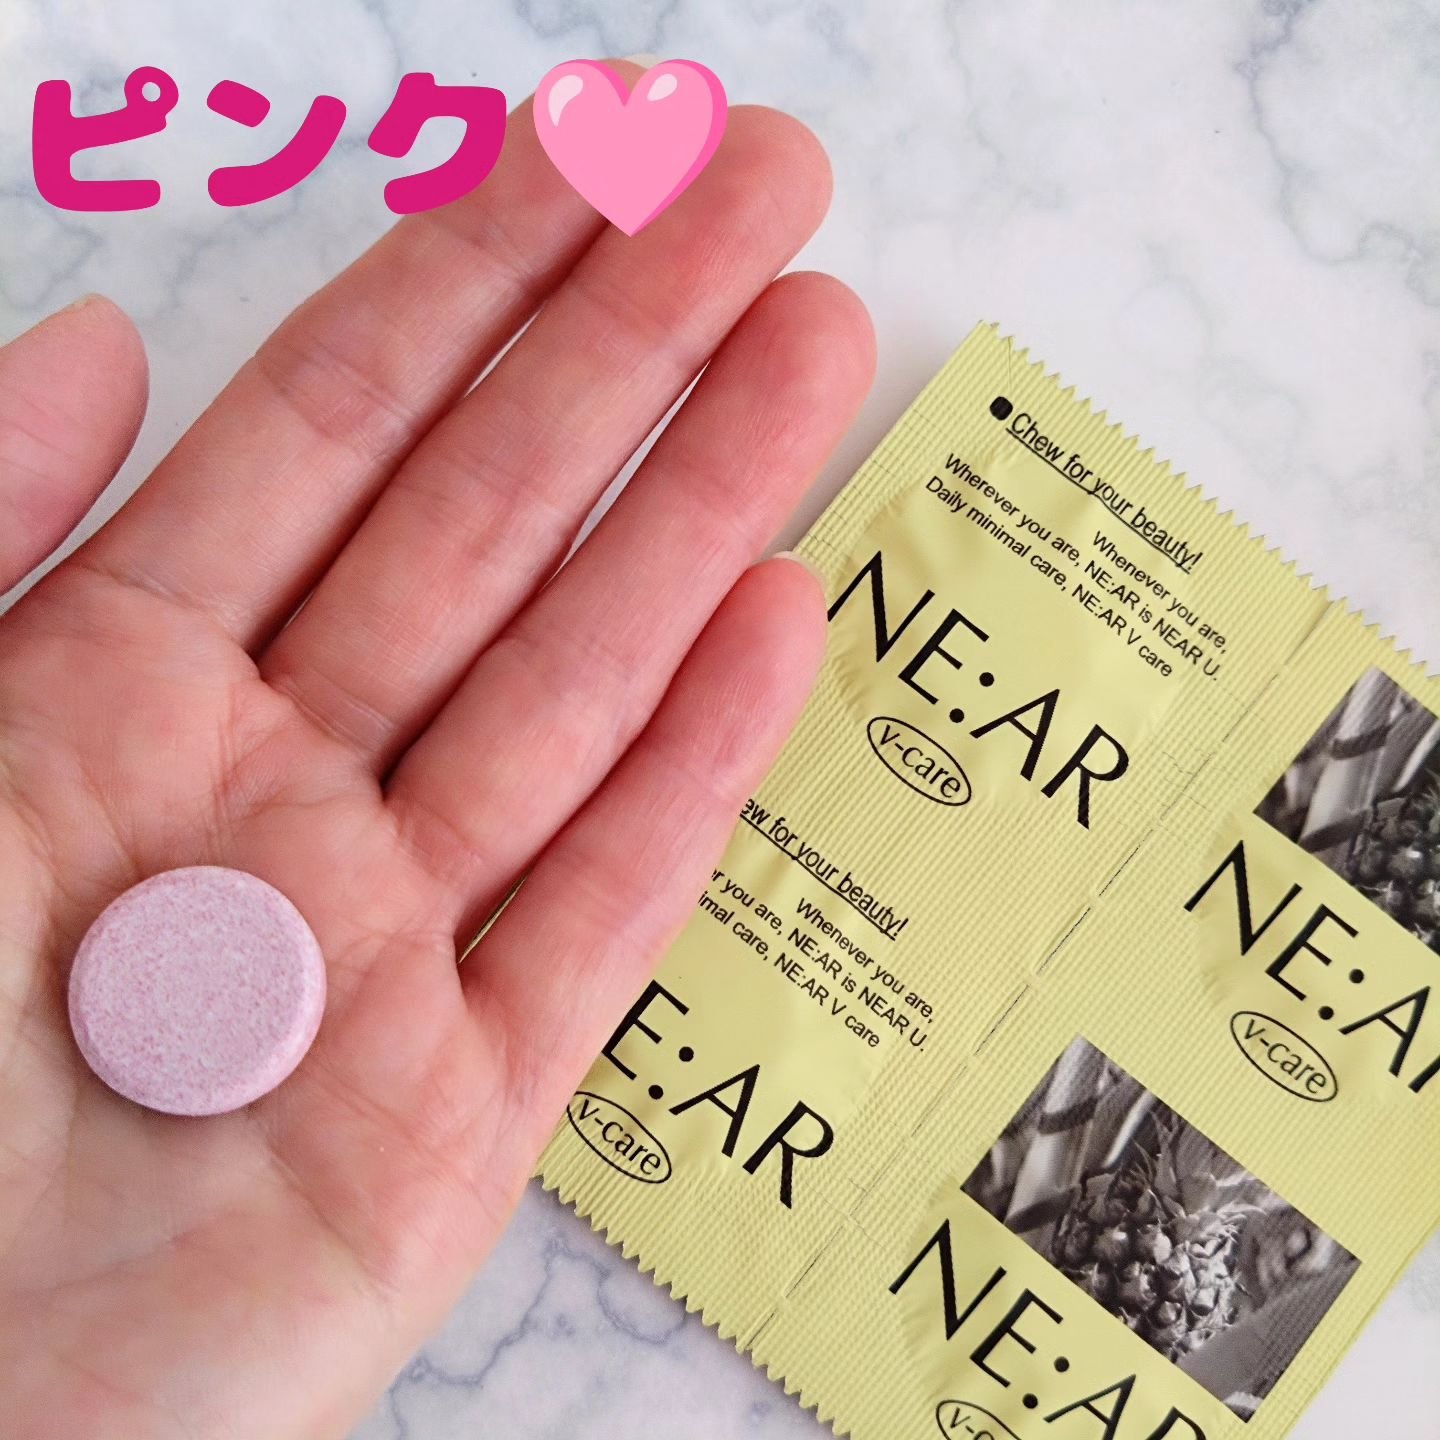 ピンク🩷
Chew for your beauty!
Wherever you are, Whenever you are,
Daily minimal care, NE:AR is NEAR U.
NE:AR V care
NE:AR
v-care
for your beauty!
you are, Whenever you are,
care, NE:AR is NEAR U.
NE:AR V care
E:AR
v-care
NE:A
v-care
NE:AR